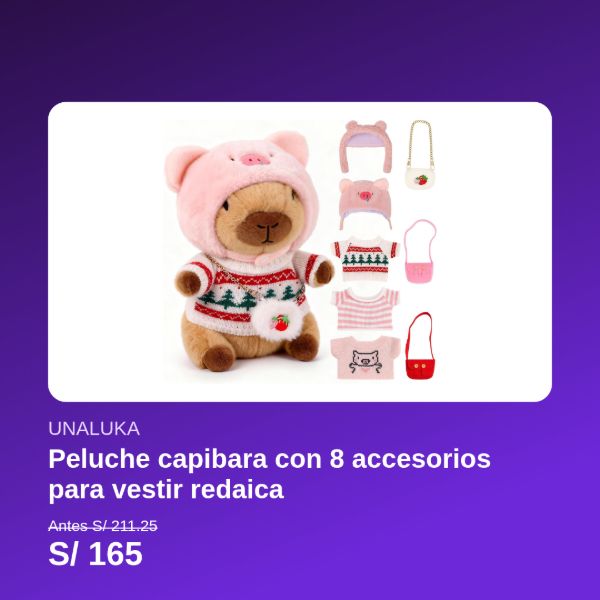 UNALUKA
Peluche capibara con 8 accesorios
para vestir redaica
Antes S/ 211.25
S/ 165